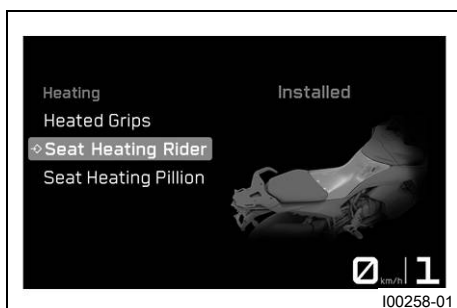 Heating
Installed
Heated Grips
Seat Heating Rider
Seat Heating Pillion
0 km/h 1
I00258-01